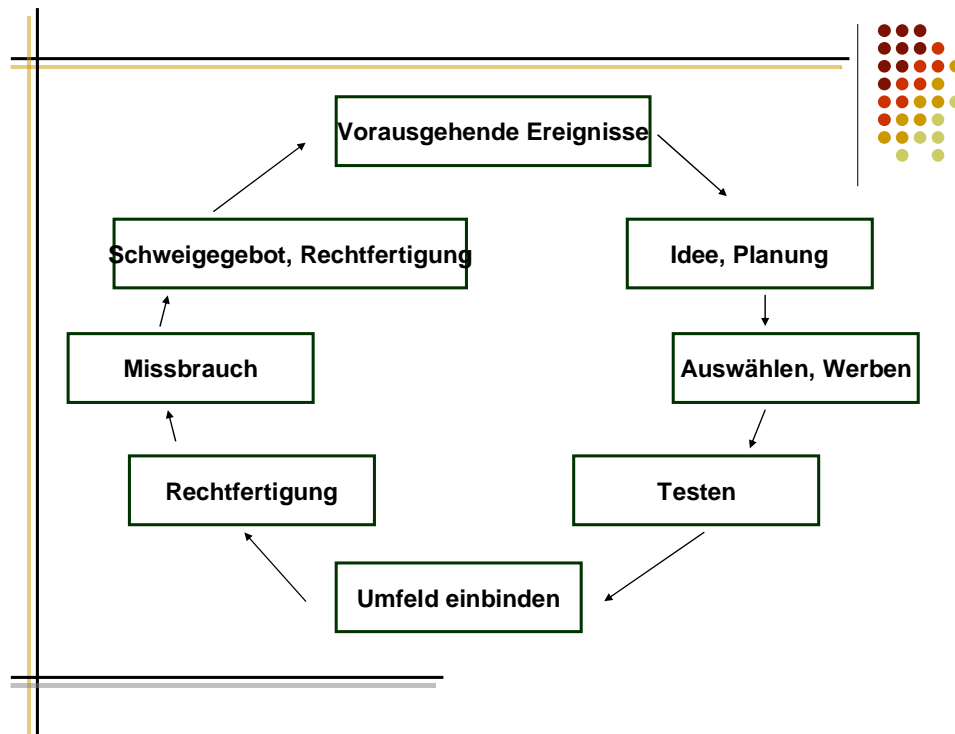 Vorausgehende Ereignisse
Schweigegebot, Rechtfertigung
Idee, Planung
Missbrauch
Auswählen, Werben
Rechtfertigung
Testen
Umfeld einbinden